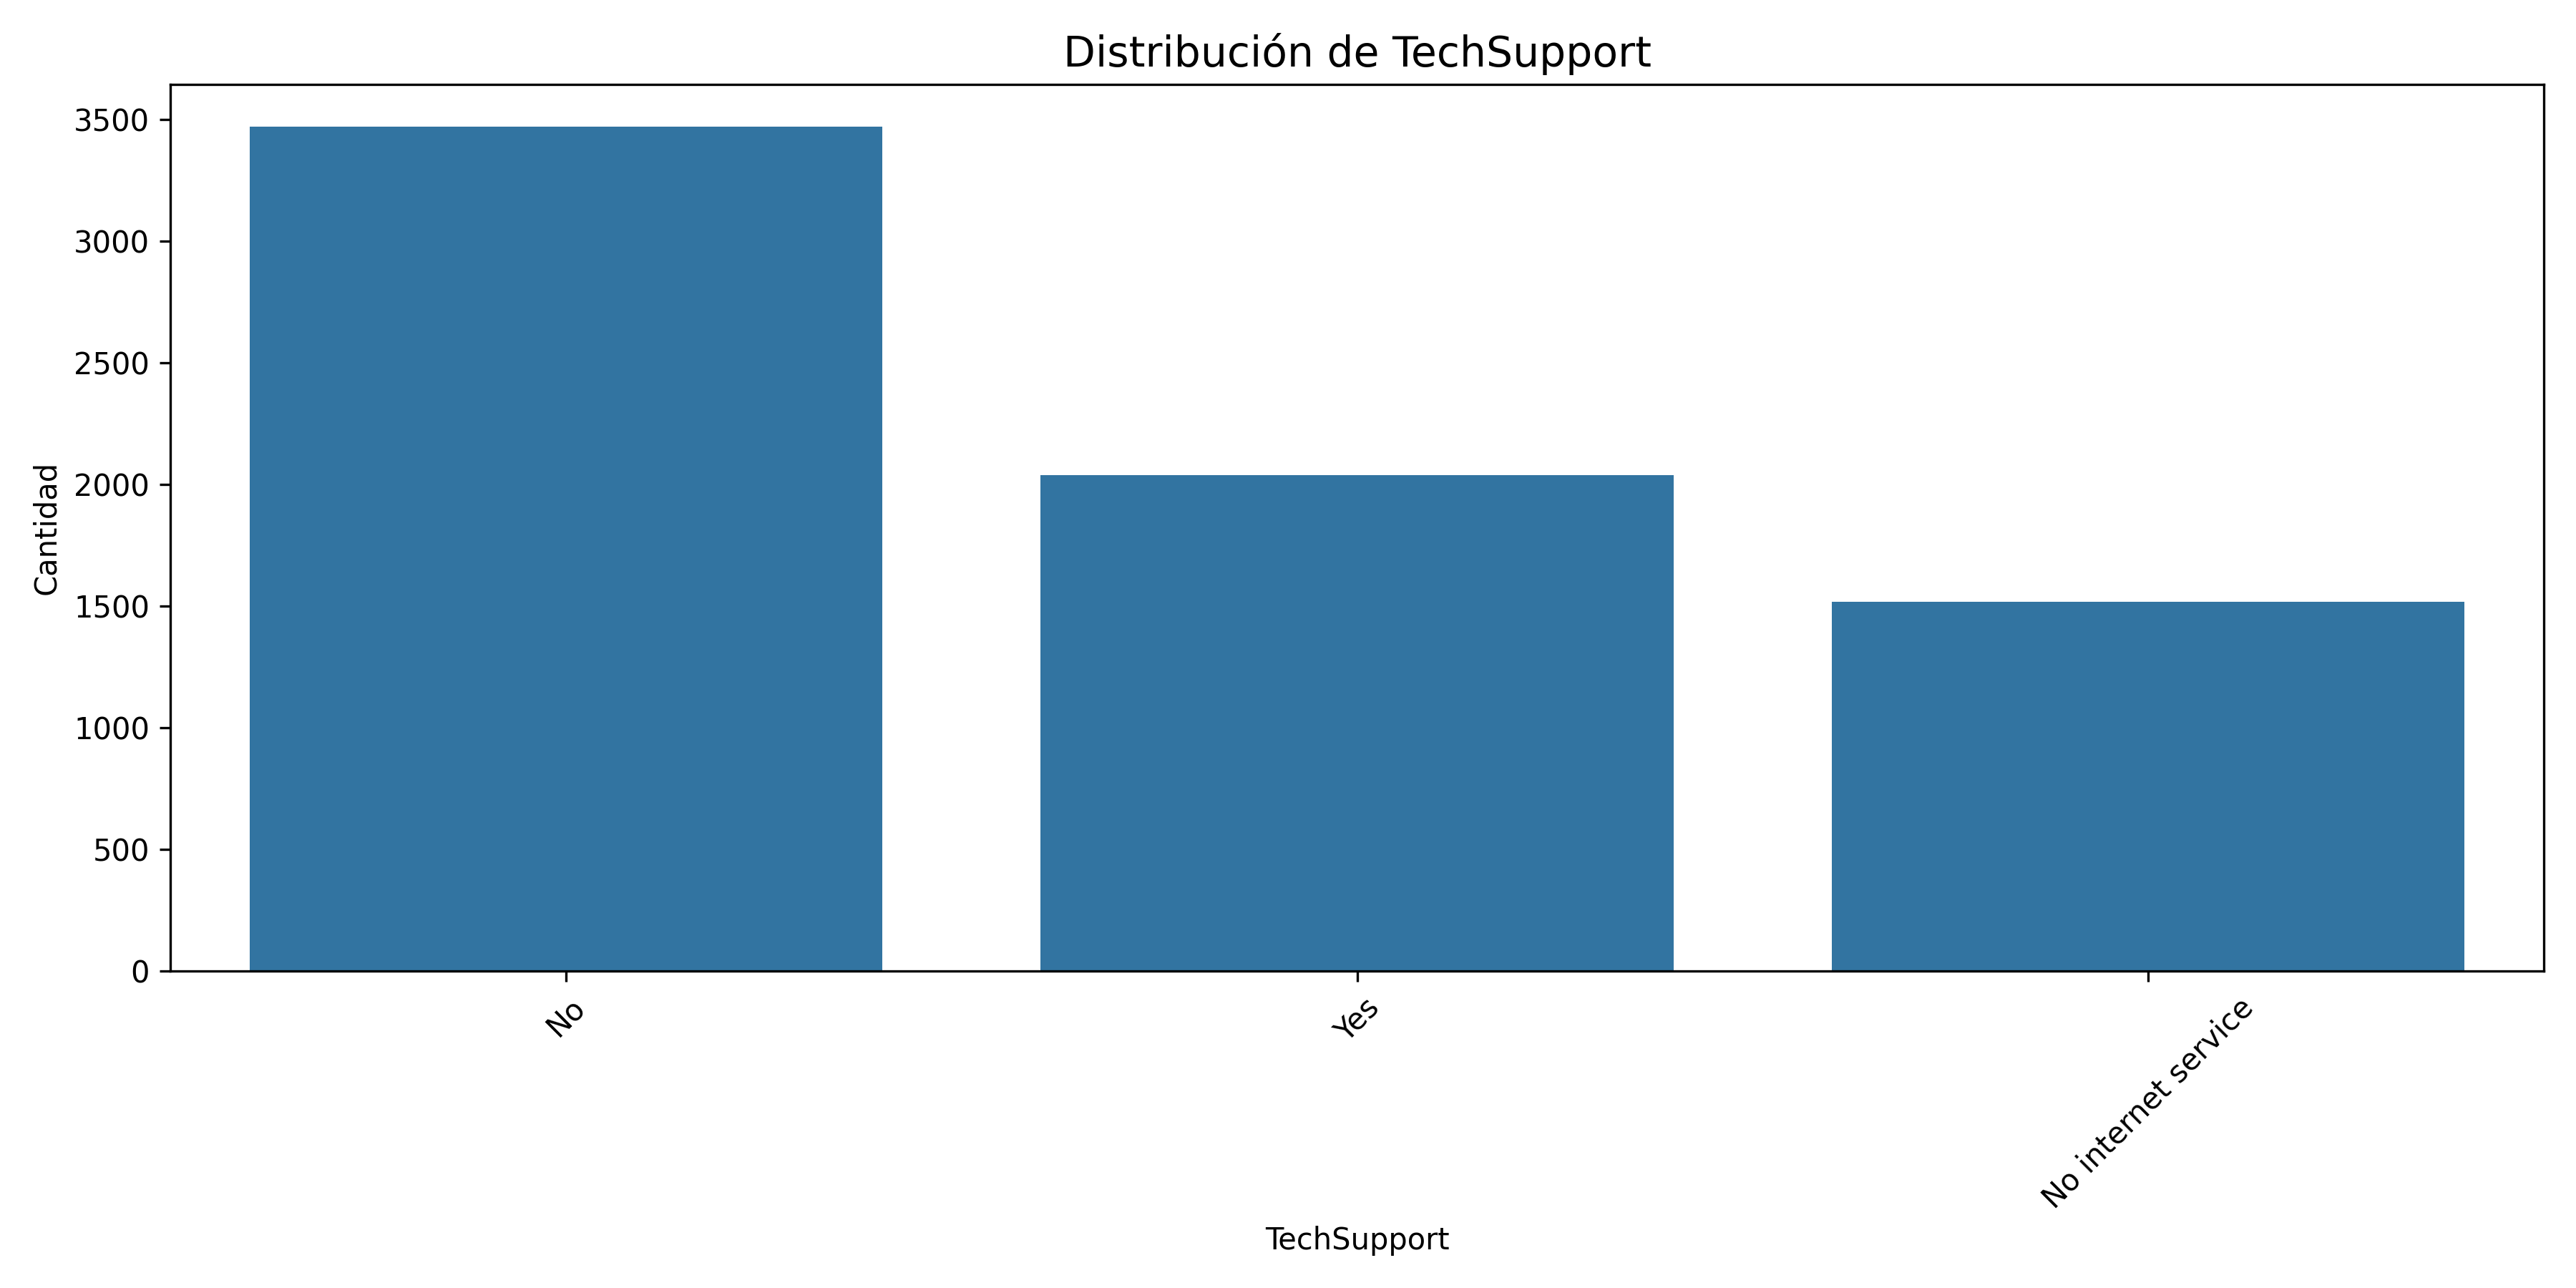 Distribución de TechSupport
3500
3000
2500
2000
1500
1000
500
0
Cantidad
No
Yes
No internet service
TechSupport